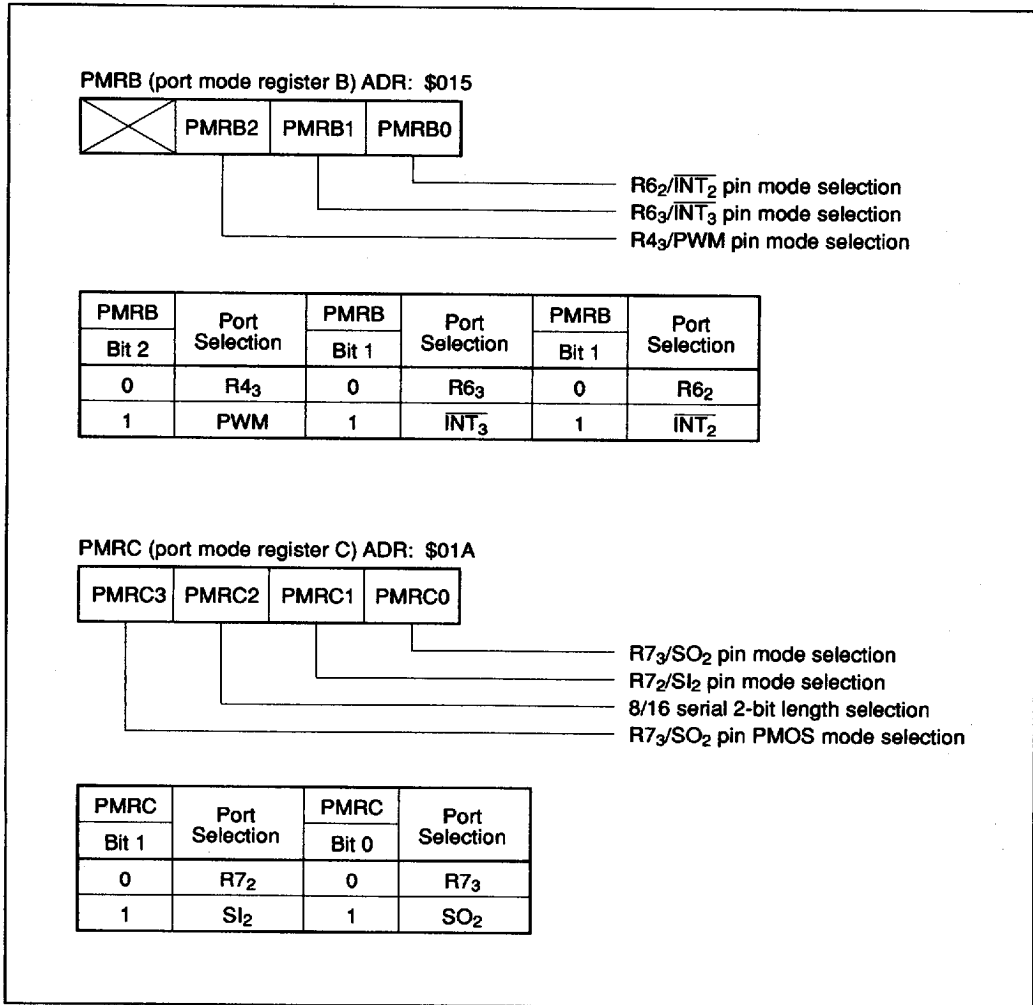 PMRB (port mode register B) ADR: $015
PMRB2 PMRB1 PMRB0
R6₂/I̅N̅T̅₂ pin mode selection
R6₃/I̅N̅T̅₃ pin mode selection
R4₃/PWM pin mode selection
PMRB Port Selection PMRB Port Selection PMRB Port Selection
Bit 2 Bit 1 Bit 1
0 R4₃ 0 R6₃ 0 R6₂
1 PWM 1 I̅N̅T̅₃ 1 I̅N̅T̅₂
PMRC (port mode register C) ADR: $01A
PMRC3 PMRC2 PMRC1 PMRC0
R7₃/SO₂ pin mode selection
R7₂/SI₂ pin mode selection
8/16 serial 2-bit length selection
R7₃/SO₂ pin PMOS mode selection
PMRC Port Selection PMRC Port Selection
Bit 1 Bit 0
0 R7₂ 0 R7₃
1 SI₂ 1 SO₂